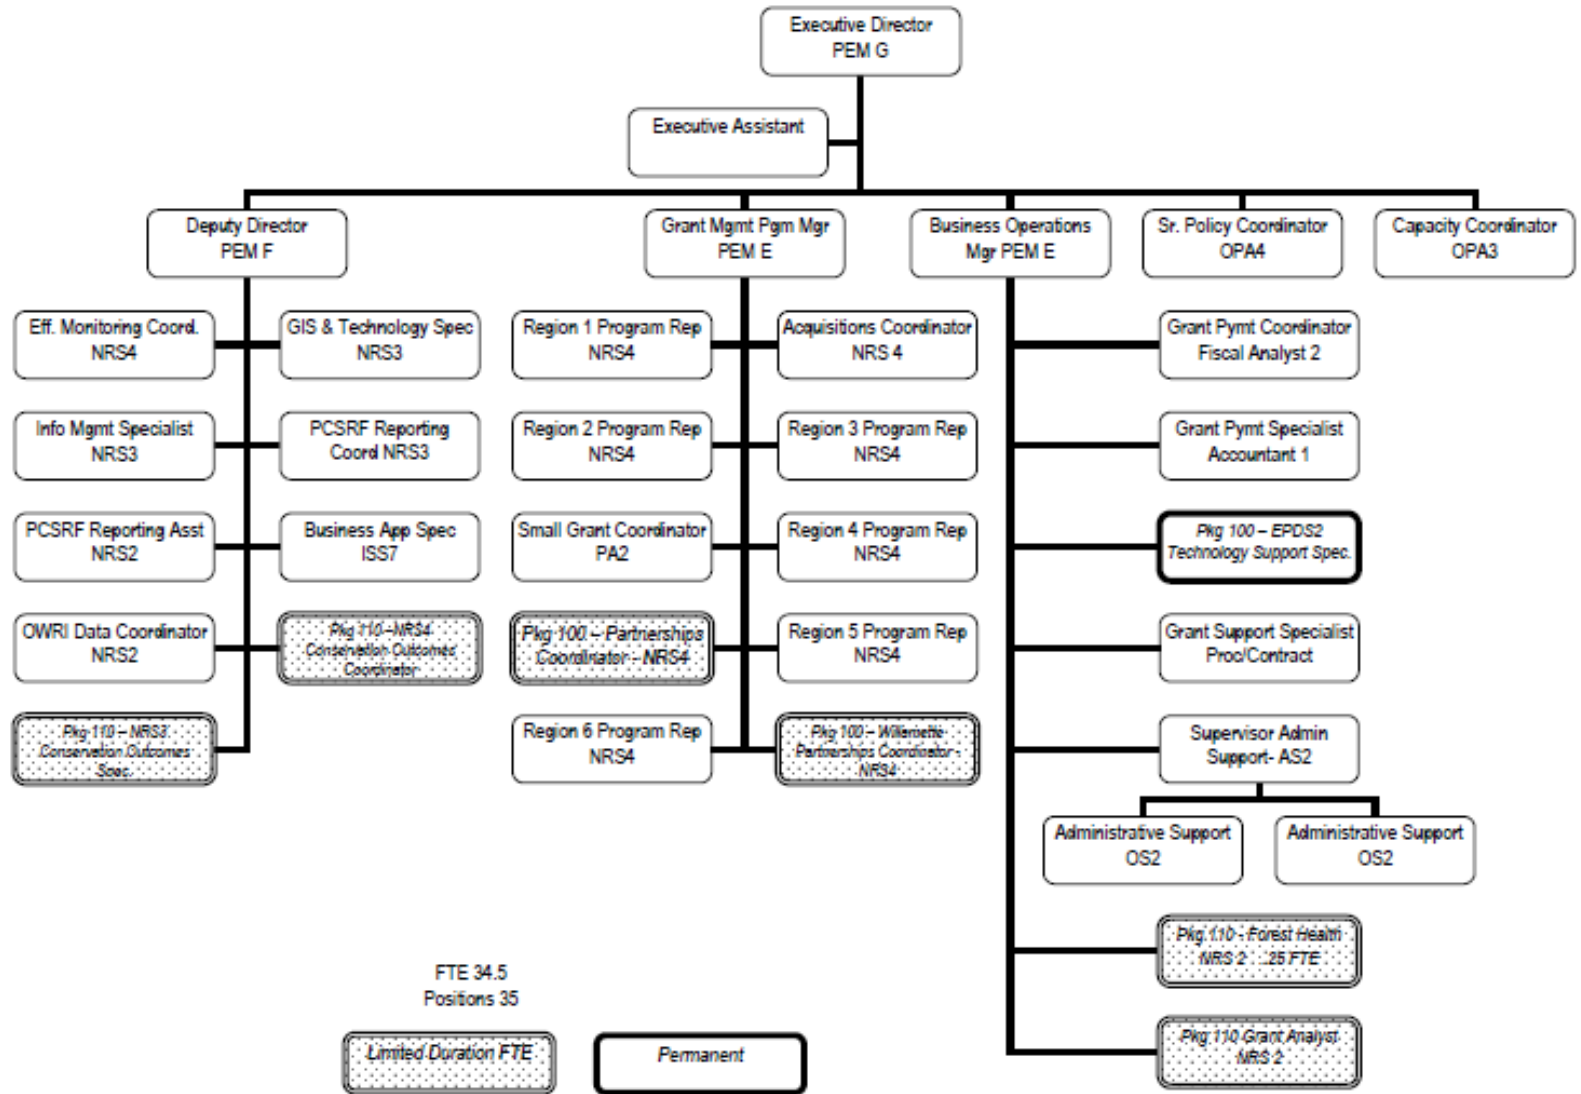 Executive Director
PEM G
Executive Assistant
Deputy Director
PEM F
Grant Mgmt Pgm Mgr
PEM E
Business Operations
Mgr PEM E
Sr. Policy Coordinator
OPA4
Capacity Coordinator
OPA3
Eff. Monitoring Coord.
NRS4
GIS & Technology Spec
NRS3
Region 1 Program Rep
NRS4
Acquisitions Coordinator
NRS 4
Grant Pymt Coordinator
Fiscal Analyst 2
Info Mgmt Specialist
NRS3
PCSRF Reporting
Coord NRS3
Region 2 Program Rep
NRS4
Region 3 Program Rep
NRS4
Grant Pymt Specialist
Accountant 1
PCSRF Reporting Asst
NRS2
Business App Spec
ISS7
Small Grant Coordinator
PA2
Region 4 Program Rep
NRS4
Pkg 100 – EPDS2
Technology Support Spec.
OWRI Data Coordinator
NRS2
Pkg 110 –NRS4
Conservation Outcomes
Coordinator
Pkg 100 – Partnerships
Coordinator – NRS4
Region 5 Program Rep
NRS4
Grant Support Specialist
Proc/Contract
Pkg 110 – NRS3
Conservation Outcomes
Spec.
Region 6 Program Rep
NRS4
Pkg 100 – Willamette
Partnerships Coordinator -
NRS4
Supervisor Admin
Support- AS2
Administrative Support
OS2
Administrative Support
OS2
Pkg 110 - Forest Health
NRS 2 .25 FTE
Pkg 110 Grant Analyst
NRS 2
FTE 34.5
Positions 35
Limited Duration FTE
Permanent